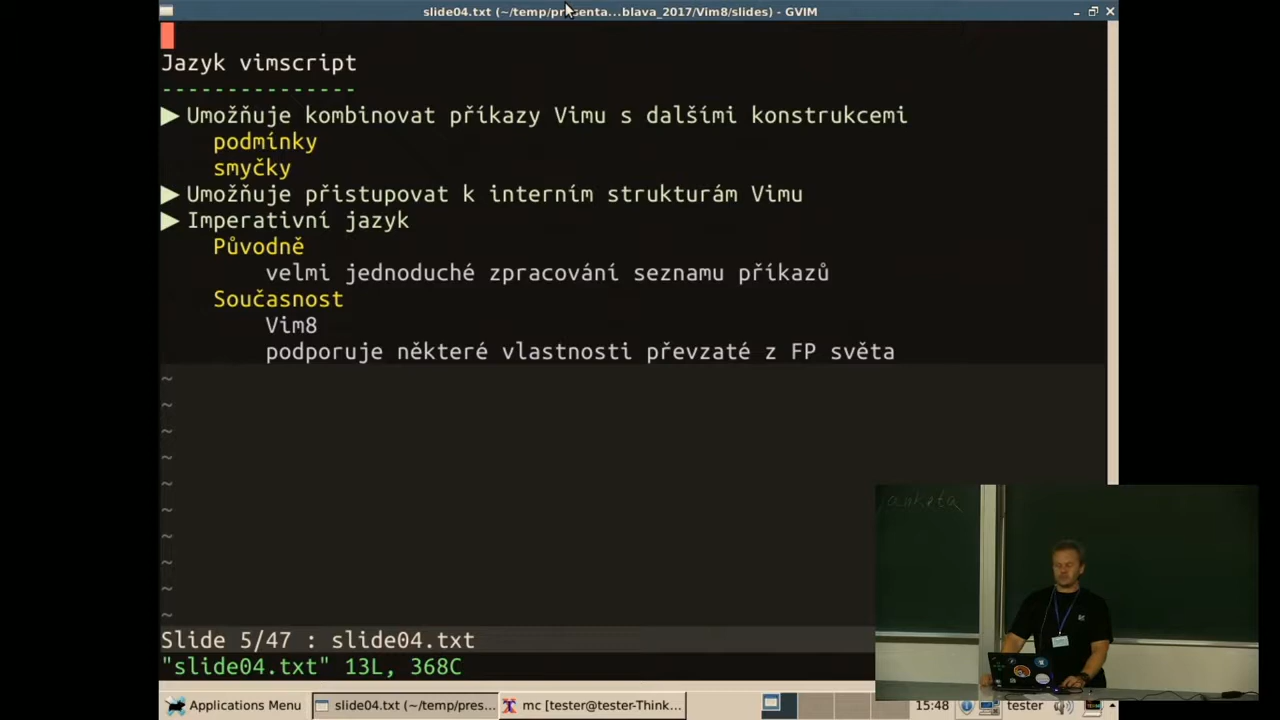 slide04.txt (~/temp/presenta...blava_2017/Vim8/slides) - GVIM
Jazyk vimscript
---------------
▶ Umožňuje kombinovat příkazy Vimu s dalšími konstrukcemi
podmínky
smyčky
▶ Umožňuje přistupovat k interním strukturám Vimu
▶ Imperativní jazyk
Původně
velmi jednoduché zpracování seznamu příkazů
Současnost
Vim8
podporuje některé vlastnosti převzaté z FP světa
~
~
~
~
~
~
~
~
~
~
anketa
Slide 5/47 : slide04.txt
"slide04.txt" 13L, 368C
Applications Menu
slide04.txt (~/temp/pres...
mc [tester@tester-Think...
15:48
tester